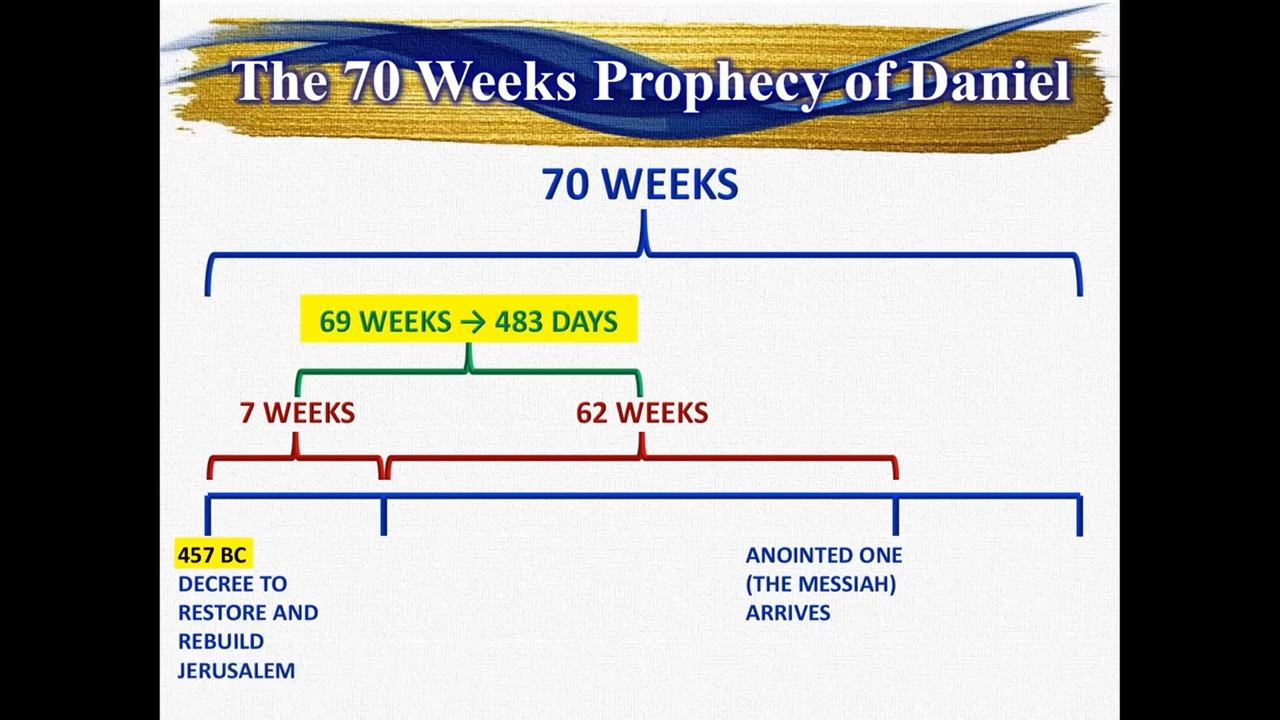 The 70 Weeks Prophecy of Daniel
70 WEEKS
69 WEEKS → 483 DAYS
7 WEEKS
62 WEEKS
457 BC
DECREE TO
RESTORE AND
REBUILD
JERUSALEM
ANOINTED ONE
(THE MESSIAH)
ARRIVES